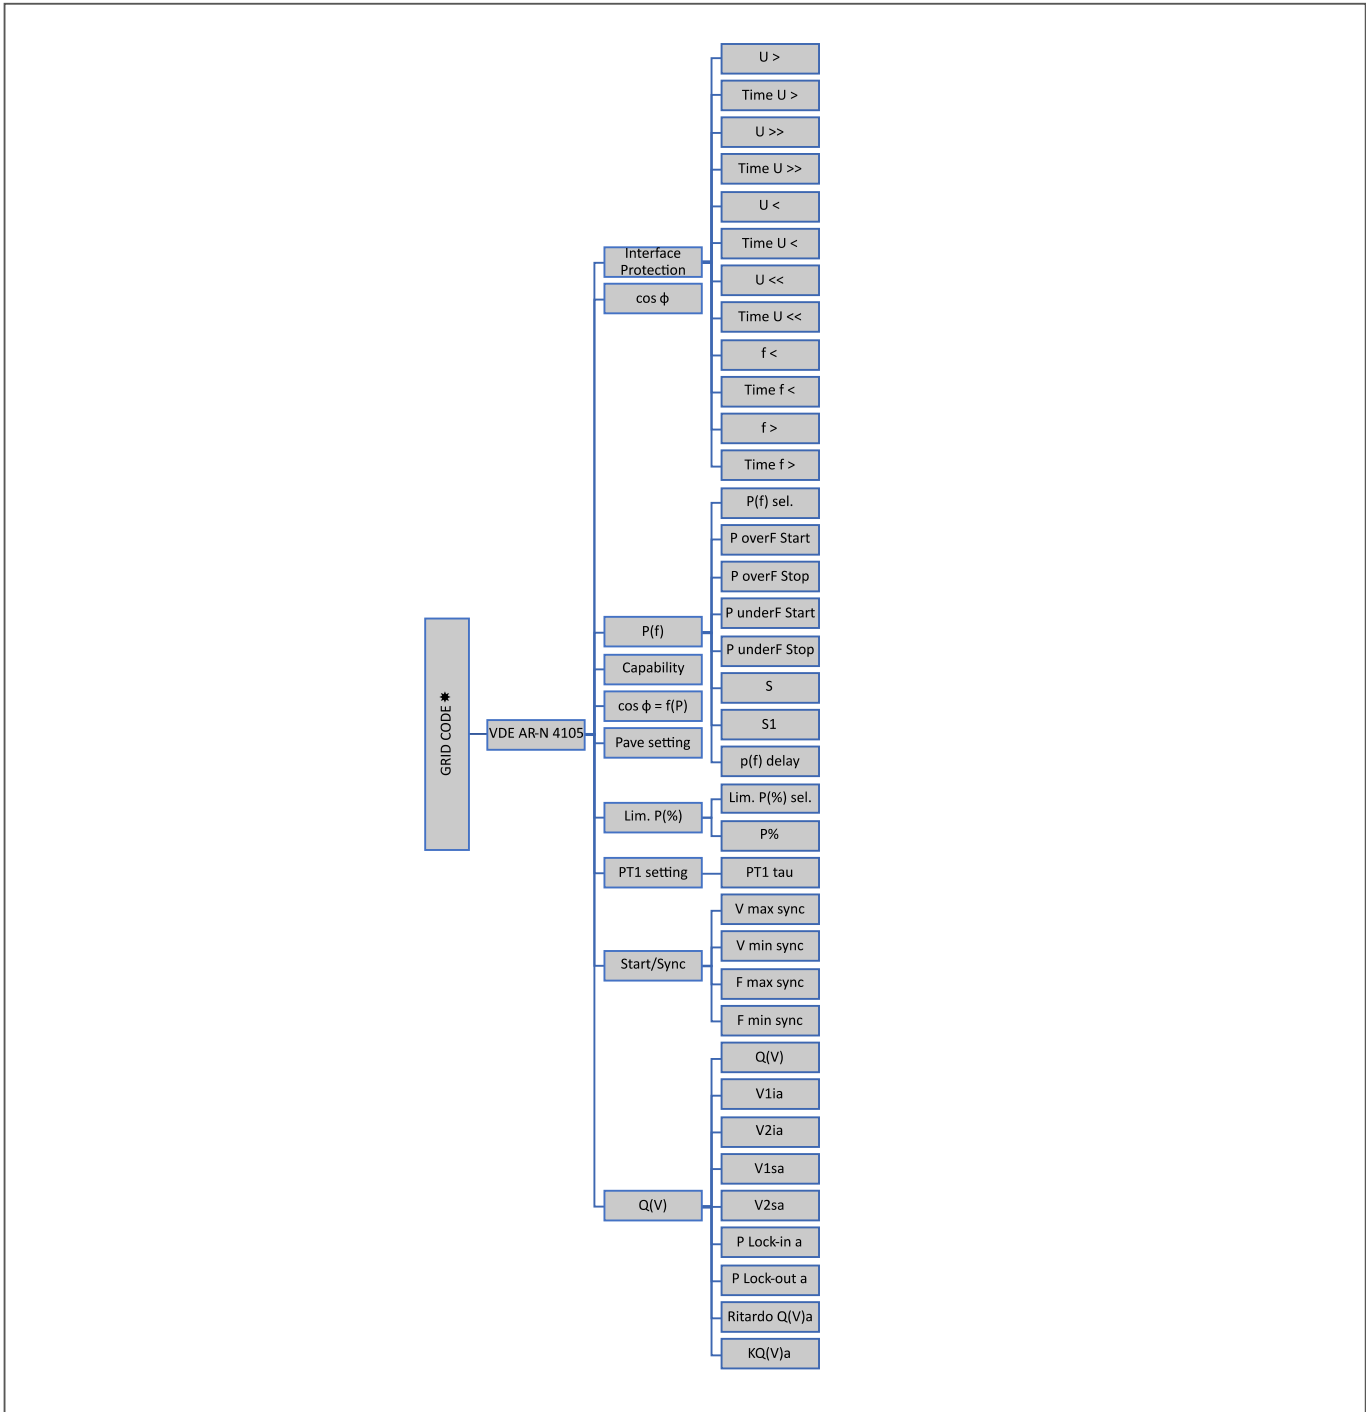 GRID CODE ✸
VDE AR-N 4105
Interface
Protection
U >
Time U >
U >>
Time U >>
U <
Time U <
U <<
Time U <<
f <
Time f <
f >
Time f >
cos ϕ
P(f)
P(f) sel.
P overF Start
P overF Stop
P underF Start
P underF Stop
S
S1
p(f) delay
Capability
cos ϕ = f(P)
Pave setting
Lim. P(%)
Lim. P(%) sel.
P%
PT1 setting
PT1 tau
Start/Sync
V max sync
V min sync
F max sync
F min sync
Q(V)
Q(V)
V1ia
V2ia
V1sa
V2sa
P Lock-in a
P Lock-out a
Ritardo Q(V)a
KQ(V)a